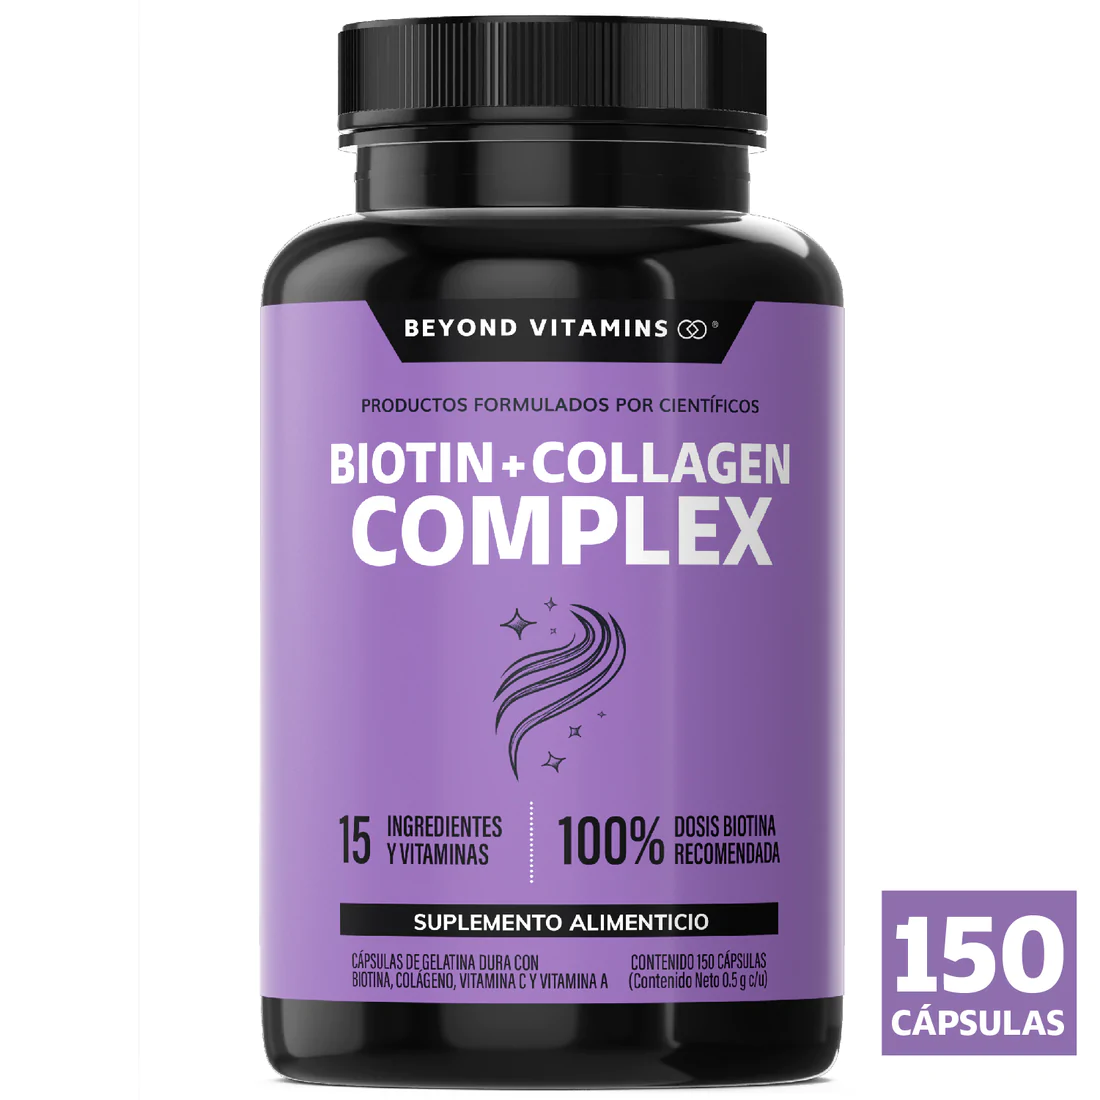 BEYOND VITAMINS ®
PRODUCTOS FORMULADOS POR CIENTÍFICOS
BIOTIN + COLLAGEN
COMPLEX
15 INGREDIENTES
Y VITAMINAS
100% DOSIS BIOTINA
RECOMENDADA
SUPLEMENTO ALIMENTICIO
CÁPSULAS DE GELATINA DURA CON
BIOTINA, COLÁGENO, VITAMINA C Y VITAMINA A
CONTENIDO 150 CÁPSULAS
(Contenido Neto 0.5 g c/u)
150
CÁPSULAS